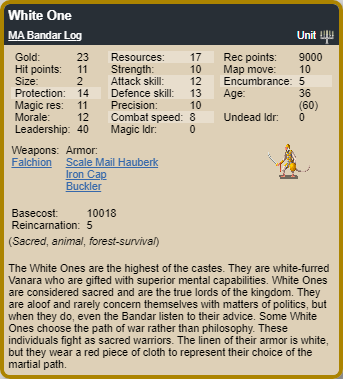 White One
MA Bandar Log Unit
Gold: 23 Resources: 17 Rec points: 9000
Hit points: 11 Strength: 10 Map move: 10
Size: 2 Attack skill: 12 Encumbrance: 5
Protection: 14 Defence skill: 13 Age: 36
Magic res: 11 Precision: 10 (60)
Morale: 12 Combat speed: 8 Undead ldr: 0
Leadership: 40 Magic ldr: 0
Weapons: Armor:
Falchion Scale Mail Hauberk
Iron Cap
Buckler
Basecost: 10018
Reincarnation: 5
(Sacred, animal, forest-survival)
The White Ones are the highest of the castes. They are white-furred
Vanara who are gifted with superior mental capabilities. White Ones
are considered sacred and are the true lords of the kingdom. They
are aloof and rarely concern themselves with matters of politics, but
when they do, even the Bandar listen to their advice. Some White
Ones choose the path of war rather than philosophy. These
individuals fight as sacred warriors. The linen of their armor is white,
but they wear a red piece of cloth to represent their choice of the
martial path.